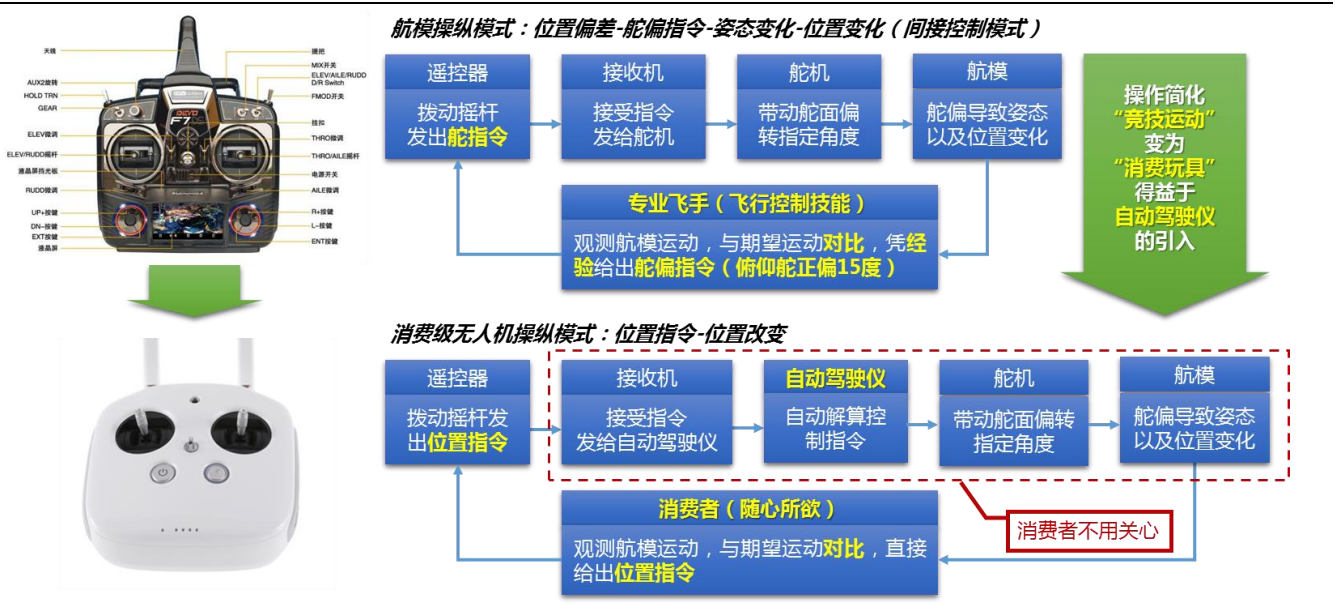 航模操纵模式：位置偏差-舵偏指令-姿态变化-位置变化（间接控制模式）
天线
AUX2旋转
HOLD TRN
GEAR
ELEV微调
ELEV/RUDD摇杆
液晶屏挡光板
RUDD微调
UP+按键
DN-按键
EXT按键
液晶屏
提把
MIX开关
ELEV/AILE/RUDD
D/R Switch
FMOD开关
挂扣
THRO微调
THRO/AILE摇杆
电源开关
AILE微调
R+按键
L-按键
ENT按键
DEVO
F7
遥控器
拨动摇杆
发出舵指令
接收机
接受指令
发给舵机
舵机
带动舵面偏
转指定角度
航模
舵偏导致姿态
以及位置变化
专业飞手（飞行控制技能）
观测航模运动，与期望运动对比，凭经
验给出舵偏指令（俯仰舵正偏15度）
操作简化
“竞技运动”
变为
“消费玩具”
得益于
自动驾驶仪
的引入
消费级无人机操纵模式：位置指令-位置改变
遥控器
拨动摇杆发
出位置指令
接收机
接受指令
发给自动驾驶仪
自动驾驶仪
自动解算控
制指令
舵机
带动舵面偏转
指定角度
航模
舵偏导致姿态
以及位置变化
消费者（随心所欲）
观测航模运动，与期望运动对比，直接
给出位置指令
消费者不用关心